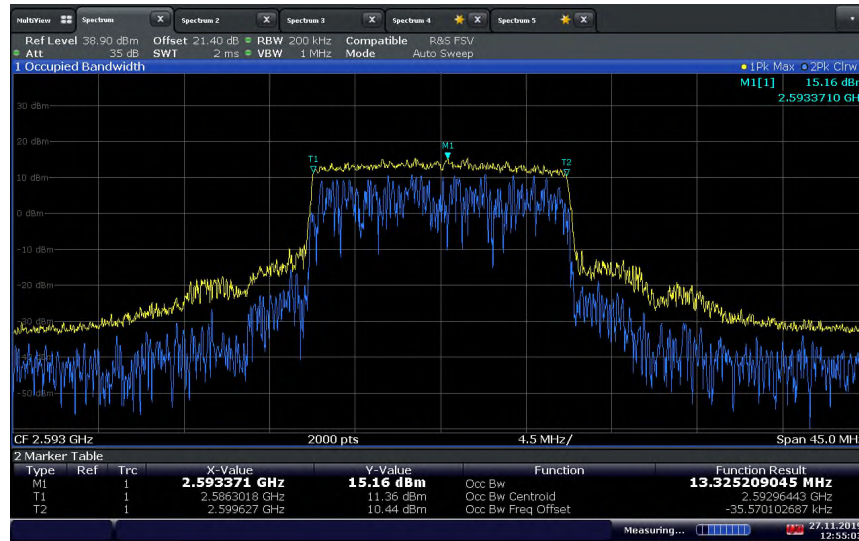 MultiView Spectrum X Spectrum 2 X Spectrum 3 X Spectrum 4 X Spectrum 5 X
Ref Level 38.90 dBm Offset 21.40 dB RBW 200 kHz Compatible R&S FSV
Att 35 dB SWT 2 ms VBW 1 MHz Mode Auto Sweep
1 Occupied Bandwidth 1Pk Max 2Pk Clrw
M1[1] 15.16 dBm
2.5933710 GH
30 dBm
20 dBm
M1
T1 T2
10 dBm
0 dBm
-10 dBm
-20 dBm
-30 dBm
-40 dBm
-50 dBm
CF 2.593 GHz 2000 pts 4.5 MHz/ Span 45.0 MH
2 Marker Table
Type Ref Trc X-Value Y-Value Function Function Result
M1 1 2.593371 GHz 15.16 dBm Occ Bw 13.325209045 MHz
T1 1 2.5863018 GHz 11.36 dBm Occ Bw Centroid 2.59296443 GHz
T2 1 2.599627 GHz 10.44 dBm Occ Bw Freq Offset -35.570102687 kHz
Measuring... 27.11.2019
12:55:0